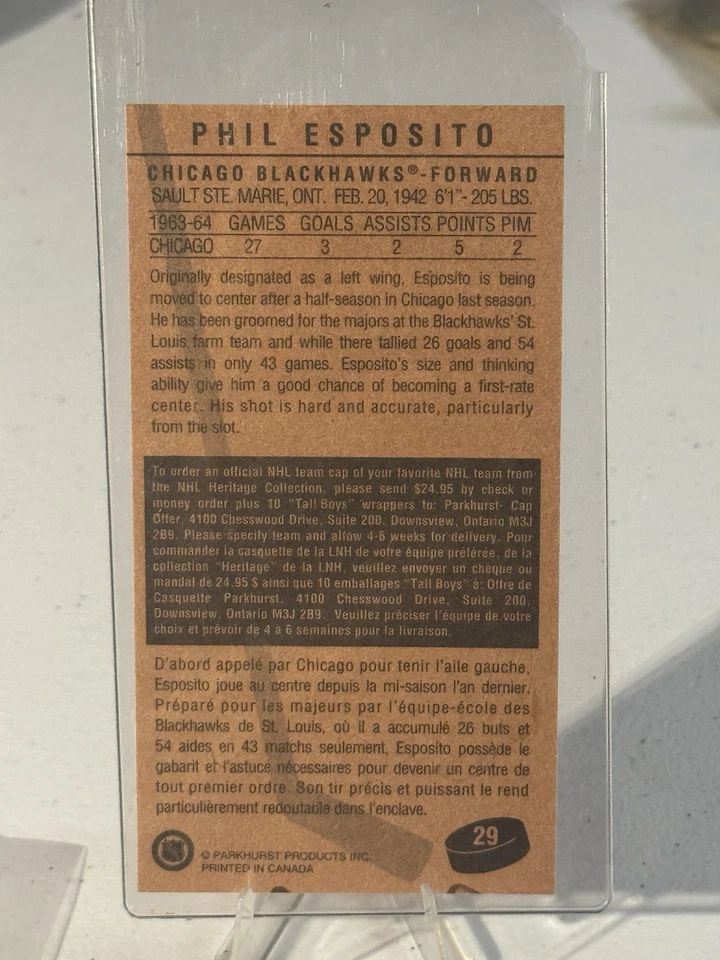 PHIL ESPOSITO
CHICAGO BLACKHAWKS®-FORWARD
SAULT STE. MARIE, ONT. FEB. 20, 1942 6'1"- 205 LBS.
1963-64 GAMES GOALS ASSISTS POINTS PIM
CHICAGO 27 3 2 5 2
Originally designated as a left wing, Esposito is being
moved to center after a half-season in Chicago last season.
He has been groomed for the majors at the Blackhawks' St.
Louis farm team and while there tallied 26 goals and 54
assists in only 43 games. Esposito's size and thinking
ability give him a good chance of becoming a first-rate
center. His shot is hard and accurate, particularly
from the slot.
To order an official NHL team cap of your favorite NHL team from
the NHL Heritage Collection, please send $24.95 by check or
money order plus 10 "Tall Boys" wrappers to: Parkhurst- Cap
Offer, 4100 Chesswood Drive, Suite 200, Downsview, Ontario M3J
2B9. Please specify team and allow 4-6 weeks for delivery. Pour
commander la casquette de la LNH de votre équipe préférée, de la
collection "Heritage" de la LNH, veuillez envoyer un chèque ou
mandat de 24.95 $ ainsi que 10 emballages "Tall Boys" à: Offre de
Casquette Parkhurst, 4100 Chesswood Drive, Suite 200,
Downsview, Ontario M3J 2B9. Veuillez préciser l'équipe de votre
choix et prévoir de 4 à 6 semaines pour la livraison.
D'abord appelé par Chicago pour tenir l'aile gauche,
Esposito joue au centre depuis la mi-saison l'an dernier.
Préparé pour les majeurs par l'équipe-école des
Blackhawks de St. Louis, où il a accumulé 26 buts et
54 aides en 43 matchs seulement, Esposito possède le
gabarit et l'astuce nécessaires pour devenir un centre de
tout premier ordre. Son tir précis et puissant le rend
particulièrement redoutable dans l'enclave.
© PARKHURST PRODUCTS INC.
PRINTED IN CANADA
29